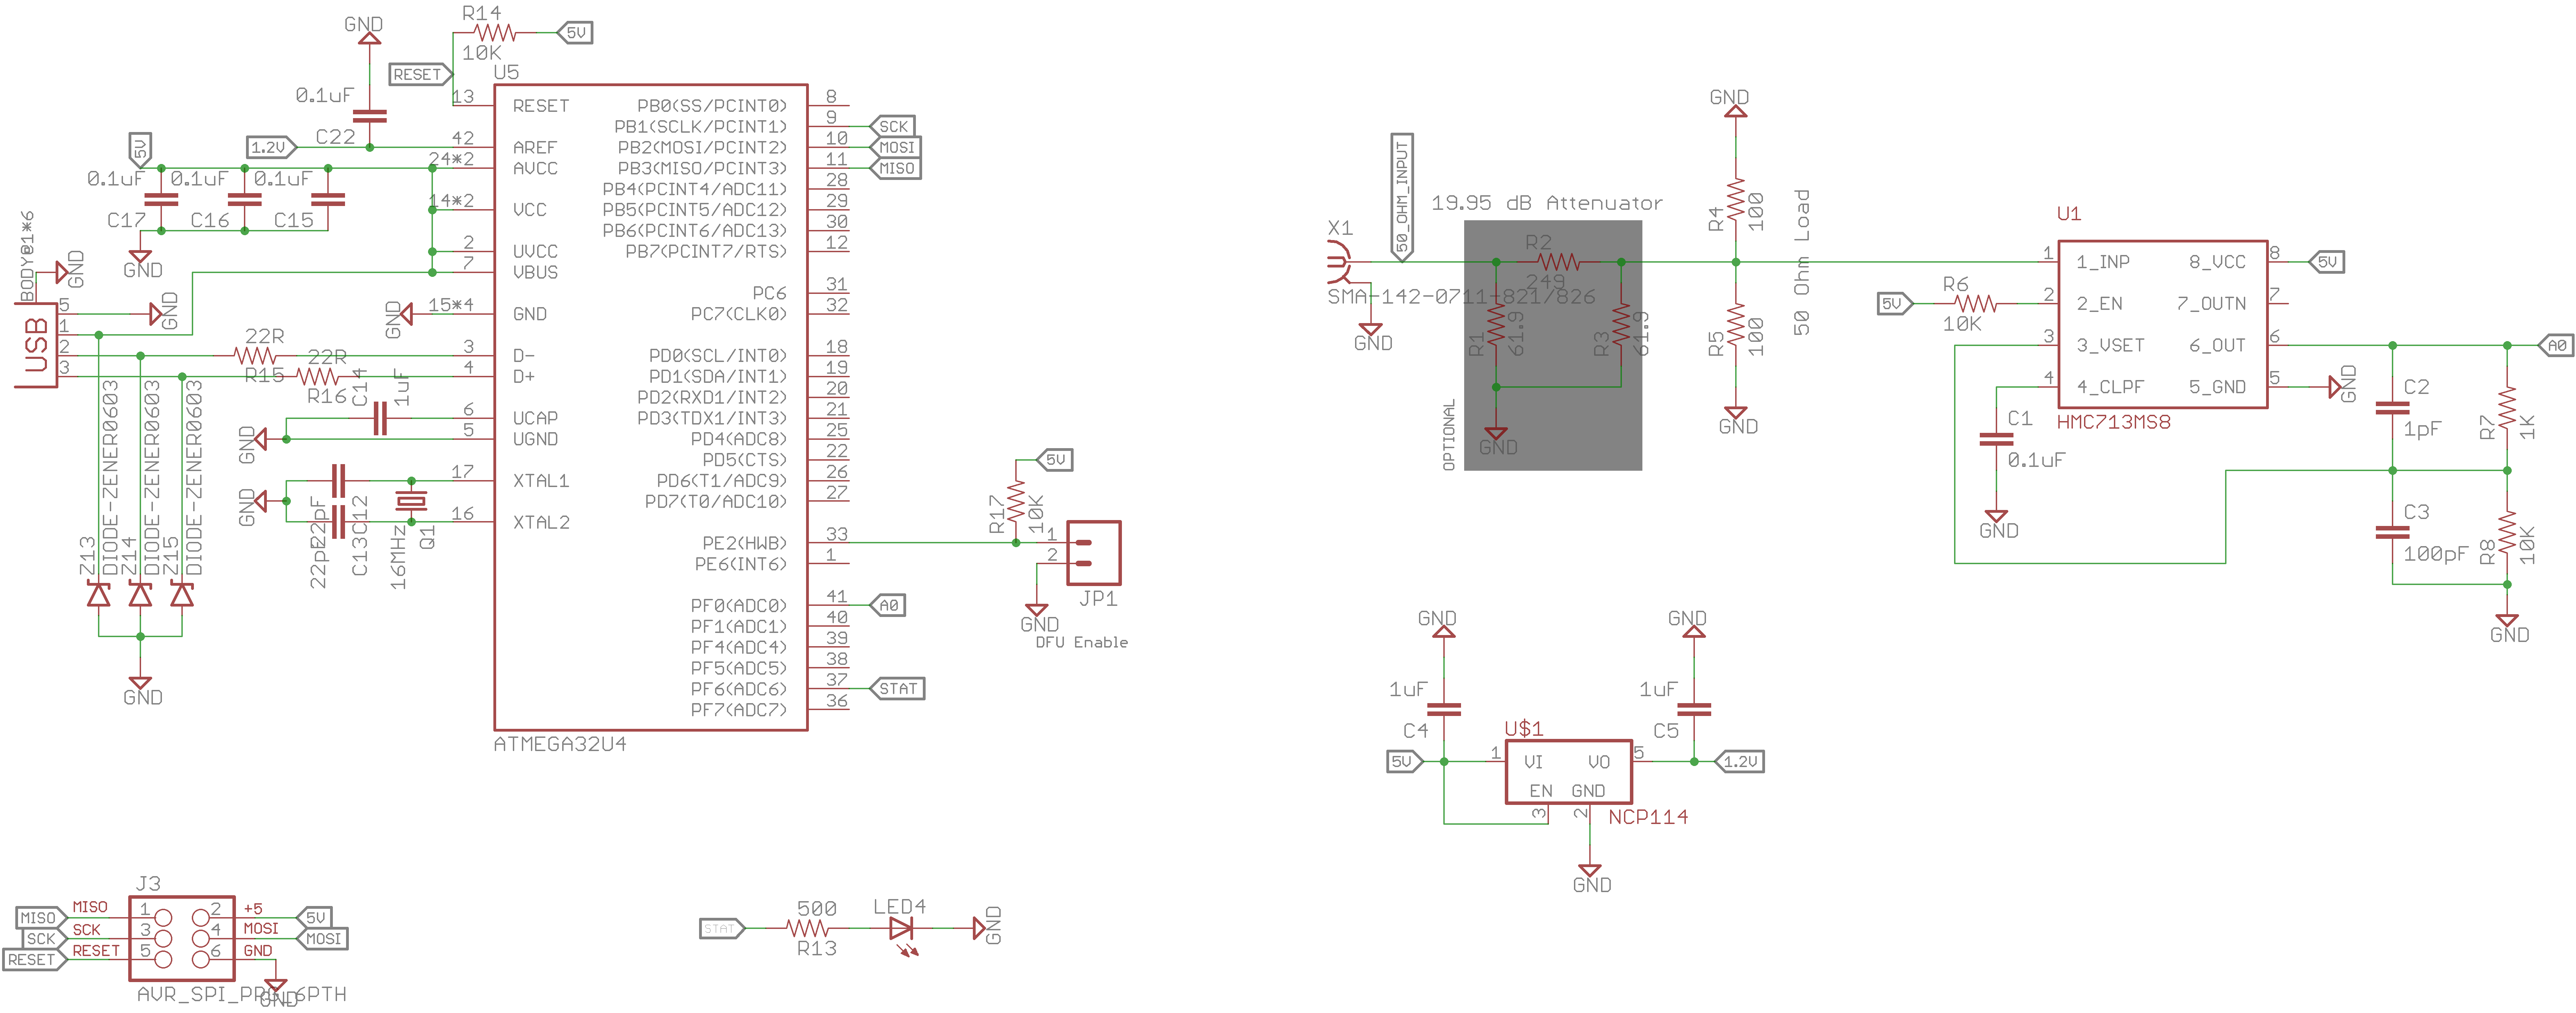 GND
0.1uF
C22
R14
10K
5V
RESET
1.2V
5V
0.1uF 0.1uF 0.1uF
C17 C16 C15
GND
U5
13 RESET
42 AREF
24*2 AVCC
14*2 VCC
2 UVCC
7 VBUS
15*4 GND
3 D-
4 D+
6 UCAP
5 UGND
17 XTAL1
16 XTAL2
PB0(SS/PCINT0) 8
PB1(SCLK/PCINT1) 9 SCK
PB2(MOSI/PCINT2) 10 MOSI
PB3(MISO/PCINT3) 11 MISO
PB4(PCINT4/ADC11) 28
PB5(PCINT5/ADC12) 29
PB6(PCINT6/ADC13) 30
PB7(PCINT7/RTS) 12
PC6 31
PC7(CLK0) 32
PD0(SCL/INT0) 18
PD1(SDA/INT1) 19
PD2(RXD1/INT2) 20
PD3(TDX1/INT3) 21
PD4(ADC8) 25
PD5(CTS) 22
PD6(T1/ADC9) 26
PD7(T0/ADC10) 27
PE2(HWB) 33
PE6(INT6) 1
PF0(ADC0) 41 A0
PF1(ADC1) 40
PF4(ADC4) 39
PF5(ADC5) 38
PF6(ADC6) 37 STAT
PF7(ADC7) 36
ATMEGA32U4
GND
GND
USB
5
1
2
3
GND
22R
R15
22R
R16
C14
1uF
GND
GND
22pF
C12
22pF
C13
16MHz
Q1
Z13
DIODE-ZENER0603
Z14
DIODE-ZENER0603
Z15
DIODE-ZENER0603
GND
5V
R17
10K
1
2
JP1
GND
DFU Enable
X1
SMA-142-0711-821/826
GND
50_OHM_INPUT
19.95 dB Attenuator
R2
249
R1
61.9
R3
61.9
GND
OPTIONAL
GND
R4
100
R5
100
50 Ohm Load
GND
U1
1 1_INP
2 2_EN
3 3_VSET
4 4_CLPF
8_VCC 8
7_OUTN 7
6_OUT 6
5_GND 5
HMC713MS8
5V
R6
10K
C1
0.1uF
GND
5V
GND
A0
C2
1pF
R7
1K
C3
100pF
R8
10K
GND
GND
1uF
C4
GND
1uF
C5
5V
U$1
1 VI
VO 5
EN GND
3 2
NCP114
1.2V
GND
J3
MISO MISO 1 2 +5 5V
SCK SCK 3 4 MOSI MOSI
RESET RESET 5 6 GND
GND
STAT
500
R13
LED4
GND